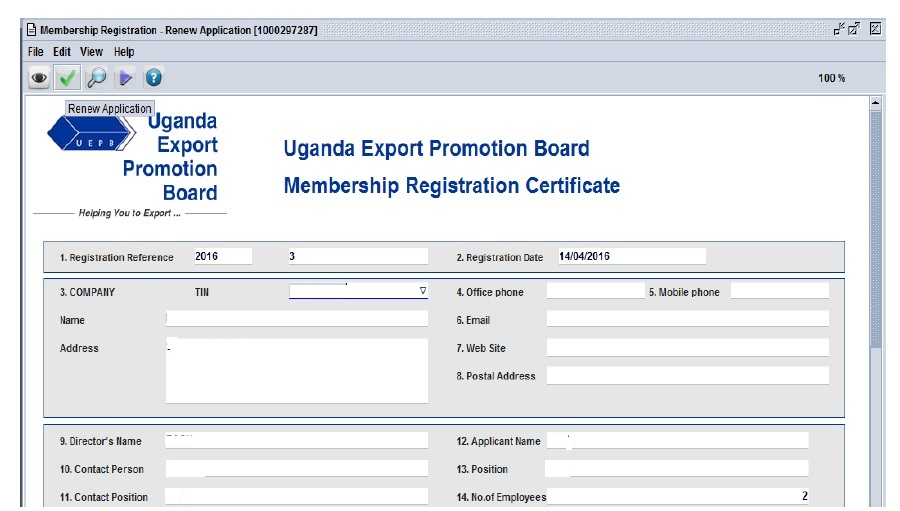 Membership Registration - Renew Application [1000297287]
File Edit View Help
100 %
Renew Application
UEPB
Uganda
Export
Promotion
Board
Helping You to Export ...
Uganda Export Promotion Board
Membership Registration Certificate
1. Registration Reference 2016 3 2. Registration Date 14/04/2016
3. COMPANY TIN 4. Office phone 5. Mobile phone
Name 6. Email
Address 7. Web Site
8. Postal Address
9. Director's Name 12. Applicant Name
10. Contact Person 13. Position
11. Contact Position 14. No.of Employees 2